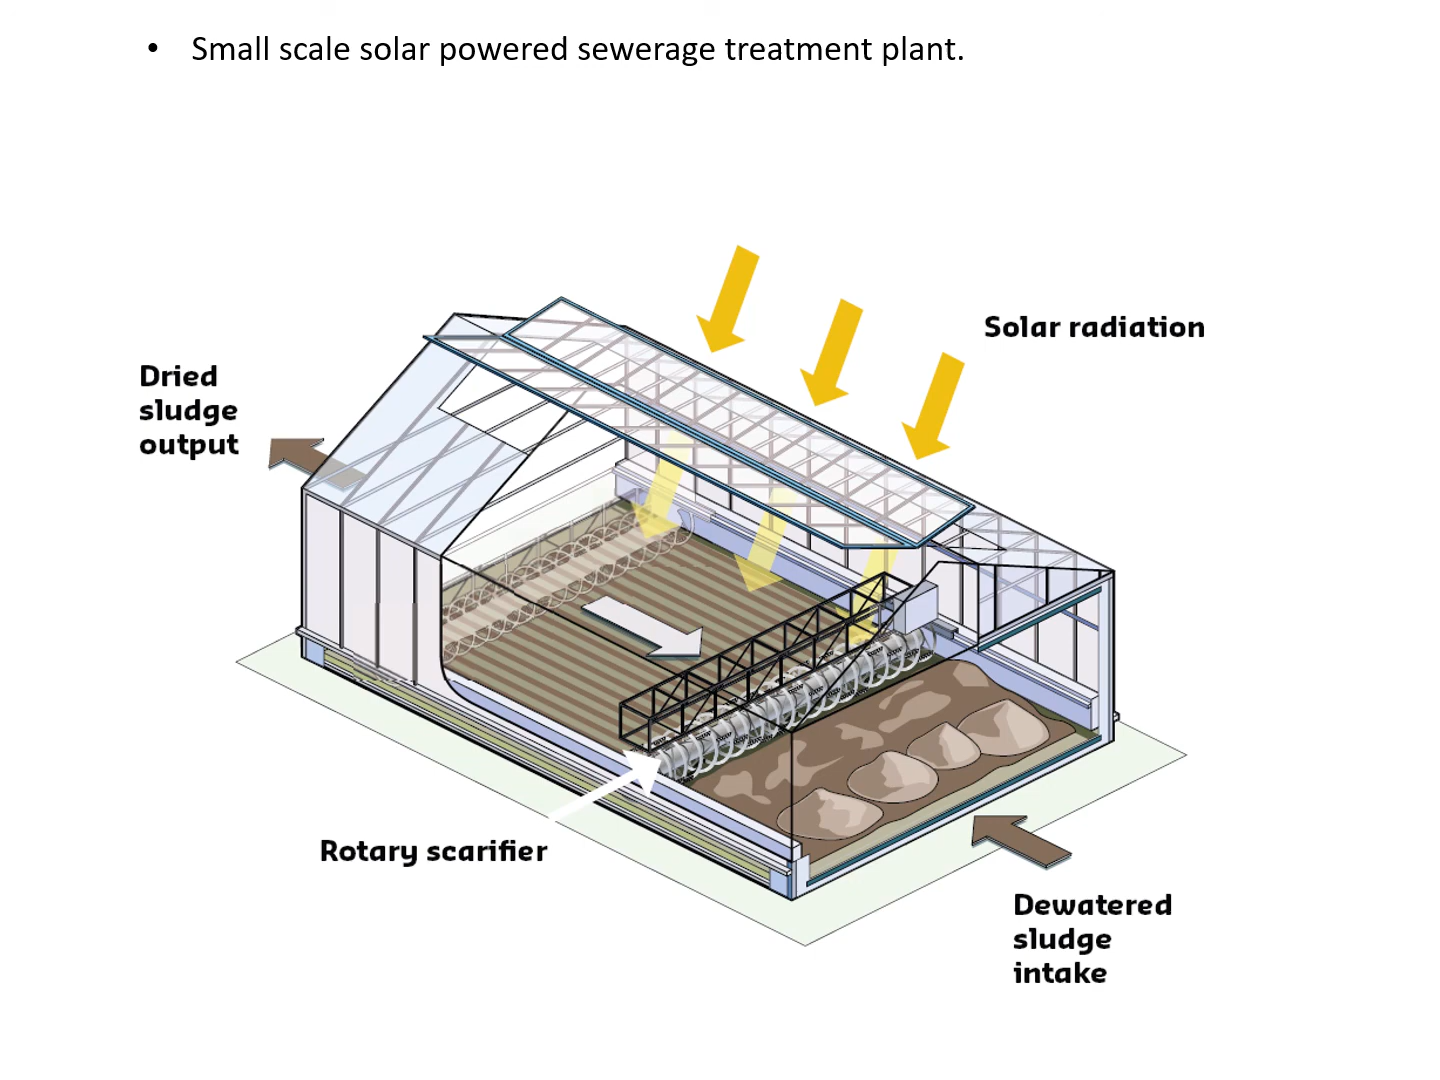 • Small scale solar powered sewerage treatment plant.
Solar radiation
Dried
sludge
output
Rotary scarifier
Dewatered
sludge
intake